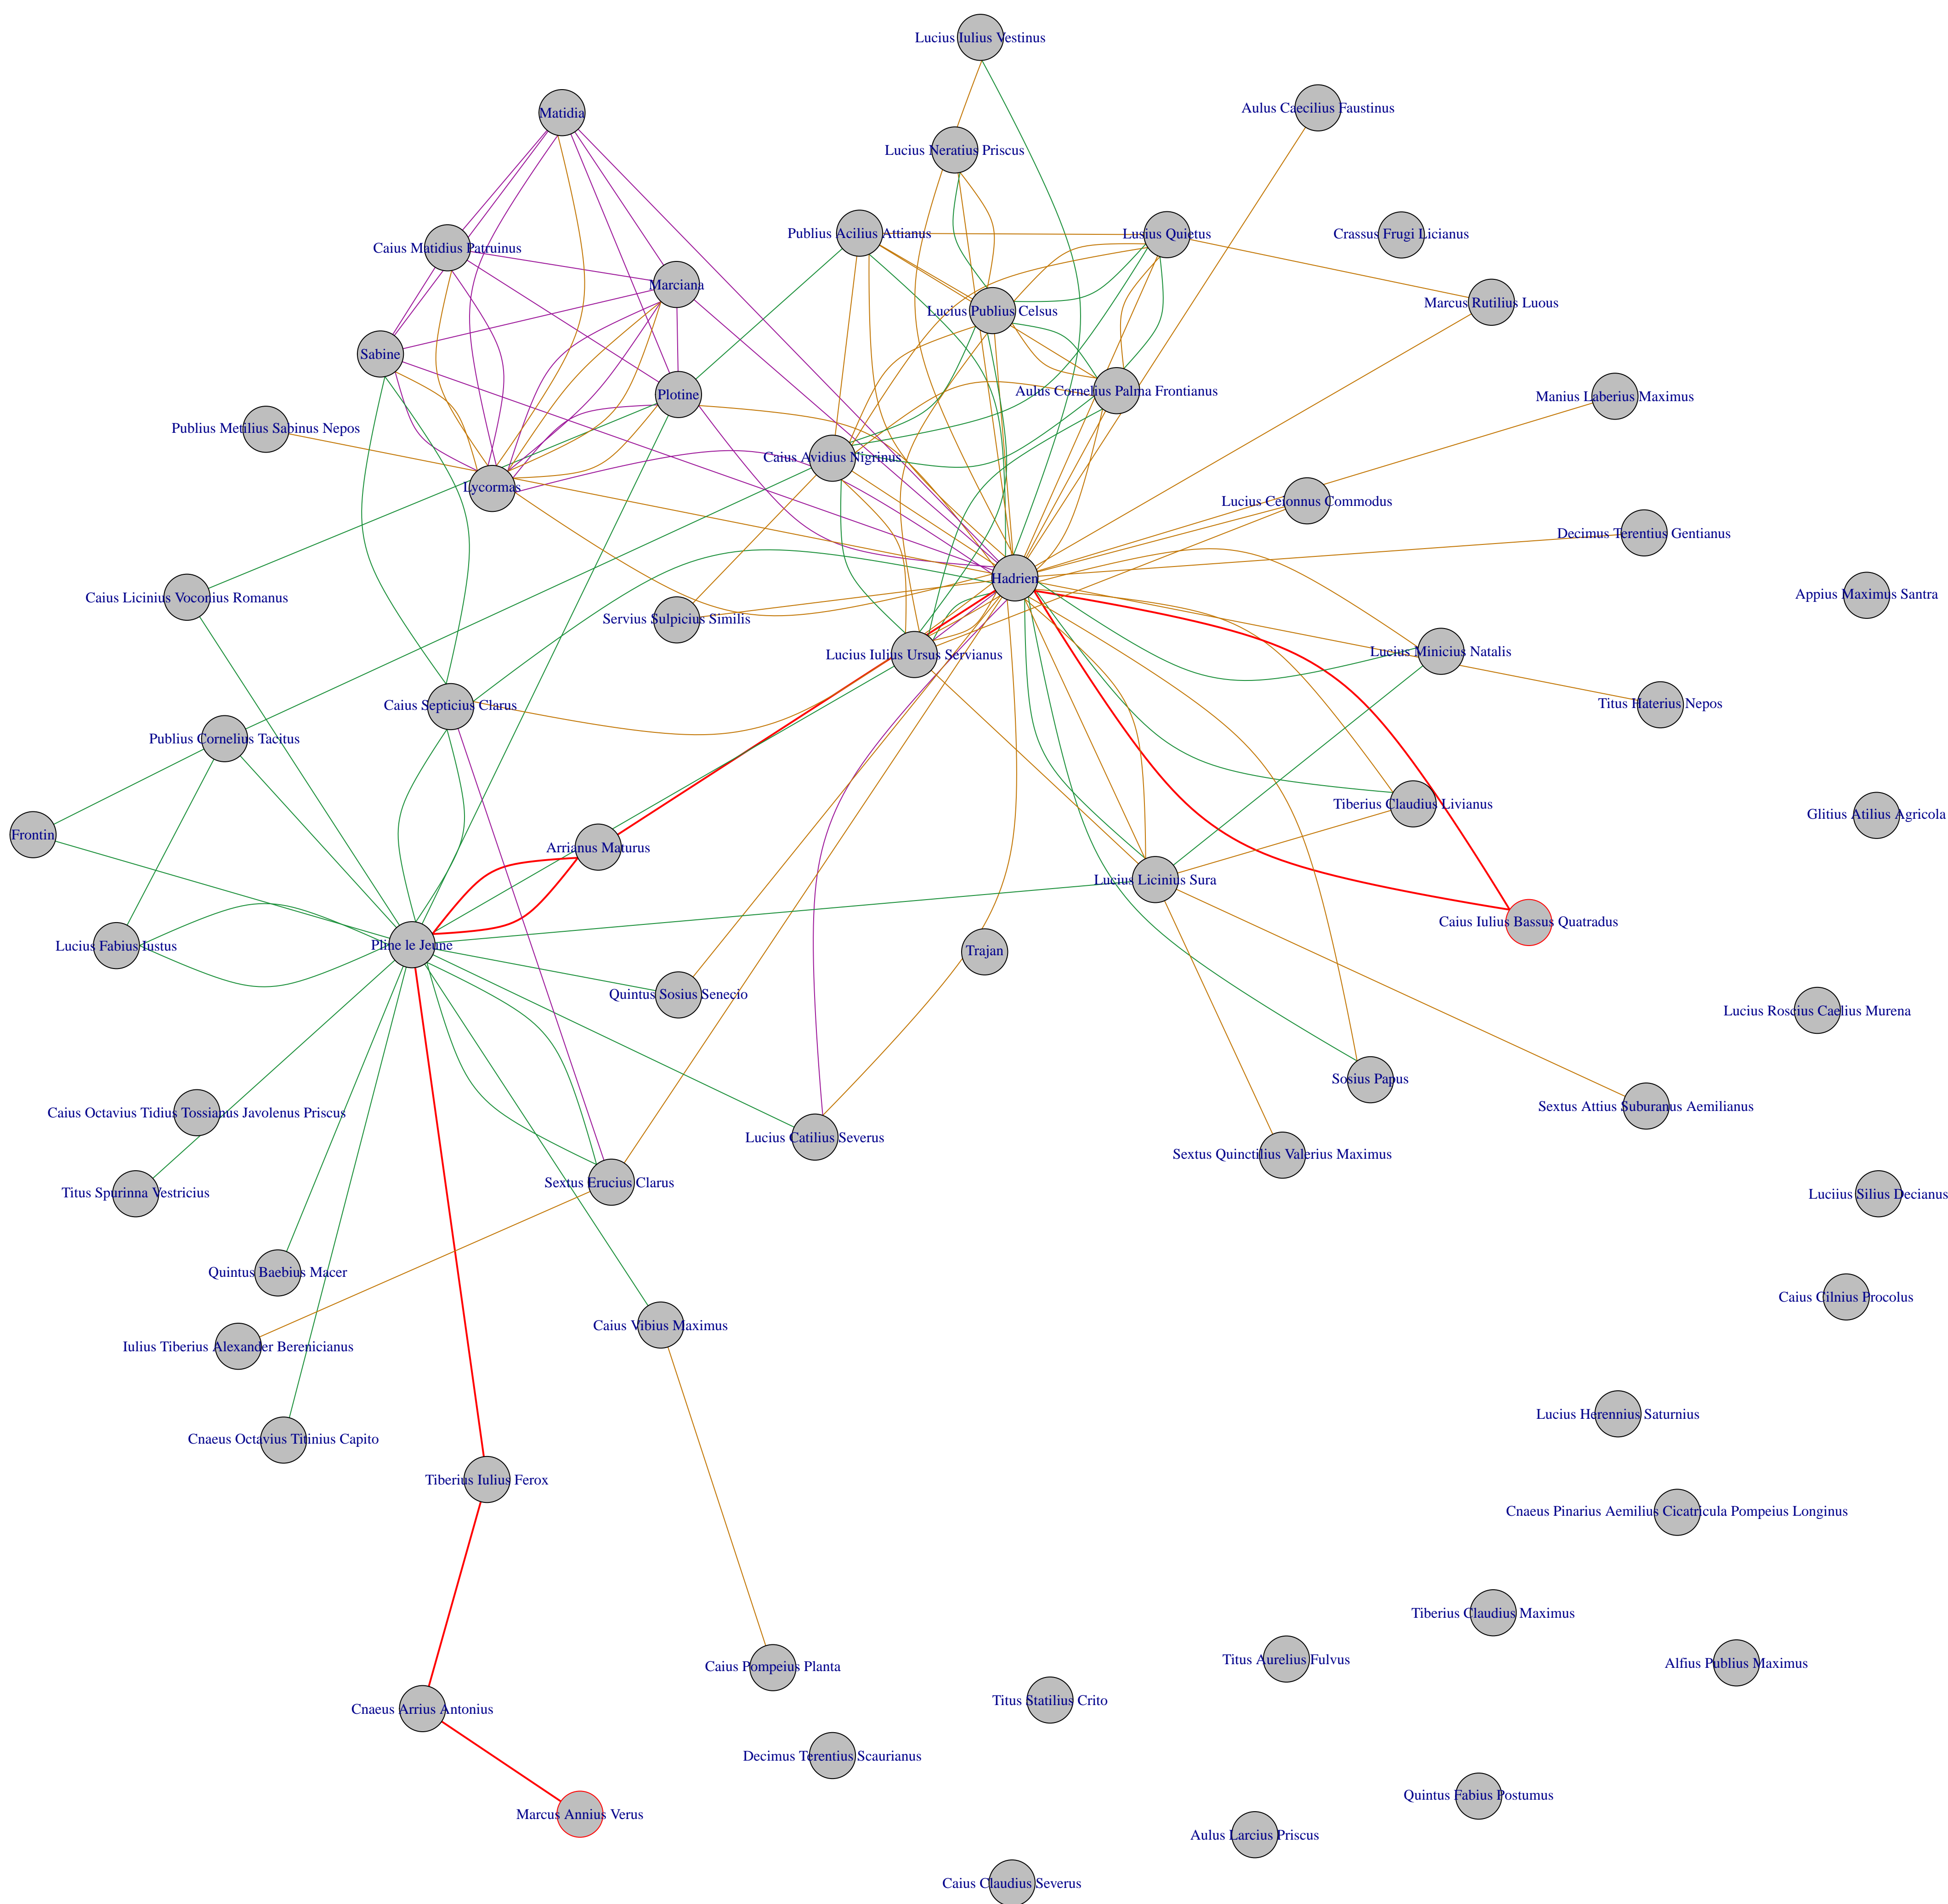 Lucius Iulius Vestinus
Aulus Caecilius Faustinus
Matidia
Lucius Neratius Priscus
Caius Matidius Patruinus
Publius Acilius Attianus
Lusius Quietus
Crassus Frugi Licianus
Marciana
Marcus Rutilius Luous
Lucius Publius Celsus
Sabine
Plotine
Aulus Cornelius Palma Frontianus
Manius Laberius Maximus
Publius Metilius Sabinus Nepos
Caius Avidius Nigrinus
Lycormas
Lucius Ceionnus Commodus
Decimus Terentius Gentianus
Hadrien
Caius Licinius Voconius Romanus
Appius Maximus Santra
Servius Sulpicius Similis
Lucius Iulius Ursus Servianus
Lucius Minicius Natalis
Caius Septicius Clarus
Titus Haterius Nepos
Publius Cornelius Tacitus
Tiberius Claudius Livianus
Glitius Atilius Agricola
Frontin
Arrianus Maturus
Lucius Licinius Sura
Caius Iulius Bassus Quatradus
Lucius Fabius Iustus
Pline le Jeune
Trajan
Quintus Sosius Senecio
Lucius Roscius Caelius Murena
Sosius Papus
Caius Octavius Tidius Tossianus Javolenus Priscus
Sextus Attius Suburanus Aemilianus
Lucius Catilius Severus
Sextus Quinctilius Valerius Maximus
Sextus Erucius Clarus
Titus Spurinna Vestricius
Luciius Silius Decianus
Quintus Baebius Macer
Caius Cilnius Procolus
Caius Vibius Maximus
Iulius Tiberius Alexander Berenicianus
Lucius Herennius Saturnius
Cnaeus Octavius Titinius Capito
Tiberius Iulius Ferox
Cnaeus Pinarius Aemilius Cicatricula Pompeius Longinus
Tiberius Claudius Maximus
Titus Aurelius Fulvus
Alfius Publius Maximus
Caius Pompeius Planta
Titus Statilius Crito
Cnaeus Arrius Antonius
Decimus Terentius Scaurianus
Quintus Fabius Postumus
Marcus Annius Verus
Aulus Larcius Priscus
Caius Claudius Severus